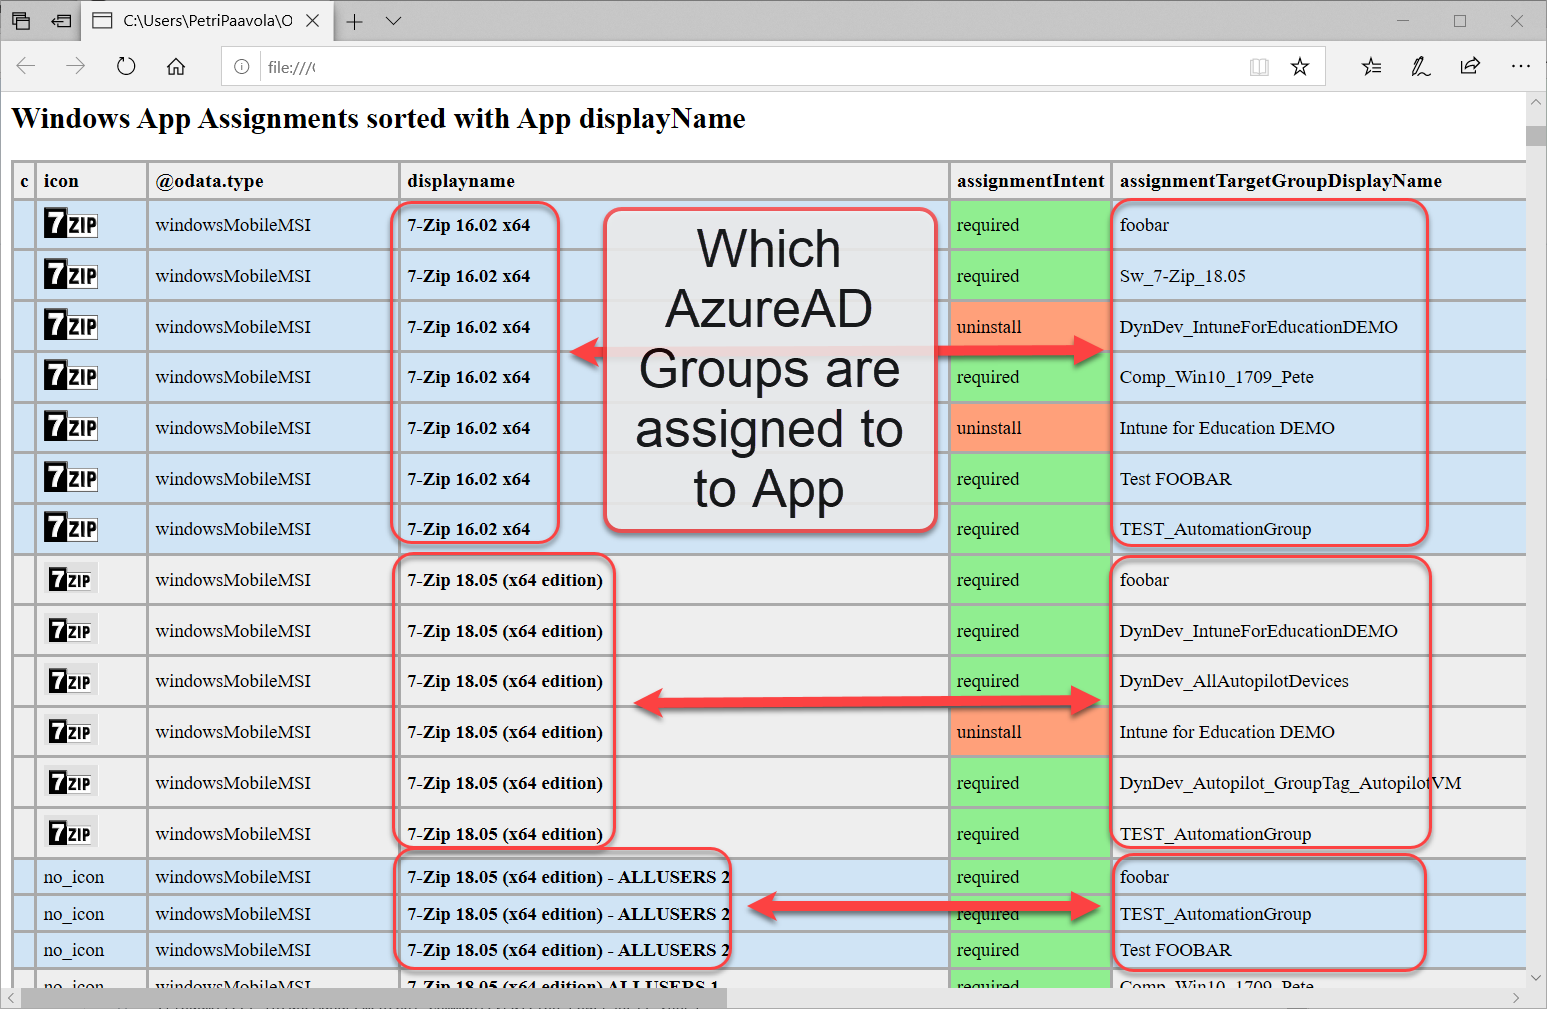 C:\Users\PetriPaavola\O
file:///
Windows App Assignments sorted with App displayName
c icon @odata.type displayname assignmentIntent assignmentTargetGroupDisplayName
7ZIP windowsMobileMSI 7-Zip 16.02 x64 required foobar
7ZIP windowsMobileMSI 7-Zip 16.02 x64 required Sw_7-Zip_18.05
7ZIP windowsMobileMSI 7-Zip 16.02 x64 uninstall DynDev_IntuneForEducationDEMO
7ZIP windowsMobileMSI 7-Zip 16.02 x64 required Comp_Win10_1709_Pete
7ZIP windowsMobileMSI 7-Zip 16.02 x64 uninstall Intune for Education DEMO
7ZIP windowsMobileMSI 7-Zip 16.02 x64 required Test FOOBAR
7ZIP windowsMobileMSI 7-Zip 16.02 x64 required TEST_AutomationGroup
Which
AzureAD
Groups are
assigned to
to App
7ZIP windowsMobileMSI 7-Zip 18.05 (x64 edition) required foobar
7ZIP windowsMobileMSI 7-Zip 18.05 (x64 edition) required DynDev_IntuneForEducationDEMO
7ZIP windowsMobileMSI 7-Zip 18.05 (x64 edition) required DynDev_AllAutopilotDevices
7ZIP windowsMobileMSI 7-Zip 18.05 (x64 edition) uninstall Intune for Education DEMO
7ZIP windowsMobileMSI 7-Zip 18.05 (x64 edition) required DynDev_Autopilot_GroupTag_AutopilotVM
7ZIP windowsMobileMSI 7-Zip 18.05 (x64 edition) required TEST_AutomationGroup
no_icon windowsMobileMSI 7-Zip 18.05 (x64 edition) - ALLUSERS 2 required foobar
no_icon windowsMobileMSI 7-Zip 18.05 (x64 edition) - ALLUSERS 2 required TEST_AutomationGroup
no_icon windowsMobileMSI 7-Zip 18.05 (x64 edition) - ALLUSERS 2 required Test FOOBAR
no_icon windowsMobileMSI 7-Zip 18.05 (x64 edition) ALLUSERS 1 required Comp_Win10_1709_Pete